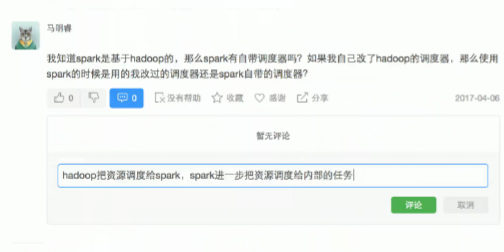 马明睿
我知道spark是基于hadoop的，那么spark有自带调度器吗？如果我自己改了hadoop的调度器，那么使用
spark的时候是用的我改过的调度器还是spark自带的调度器？
0 0 没有帮助 收藏 感谢 分享 2017-04-06
暂无评论
hadoop把资源调度给spark，spark进一步把资源调度给内部的任务
评论 取消